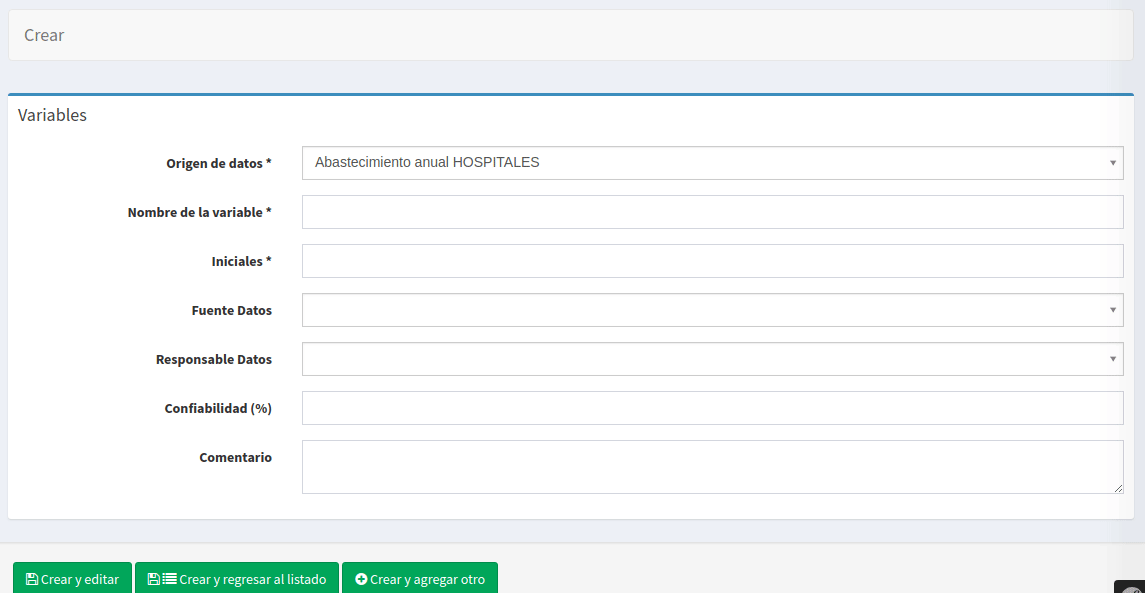 Crear
Variables
Origen de datos *
Abastecimiento anual HOSPITALES
Nombre de la variable *
Iniciales *
Fuente Datos
Responsable Datos
Confiabilidad (%)
Comentario
Crear y editar
Crear y regresar al listado
Crear y agregar otro